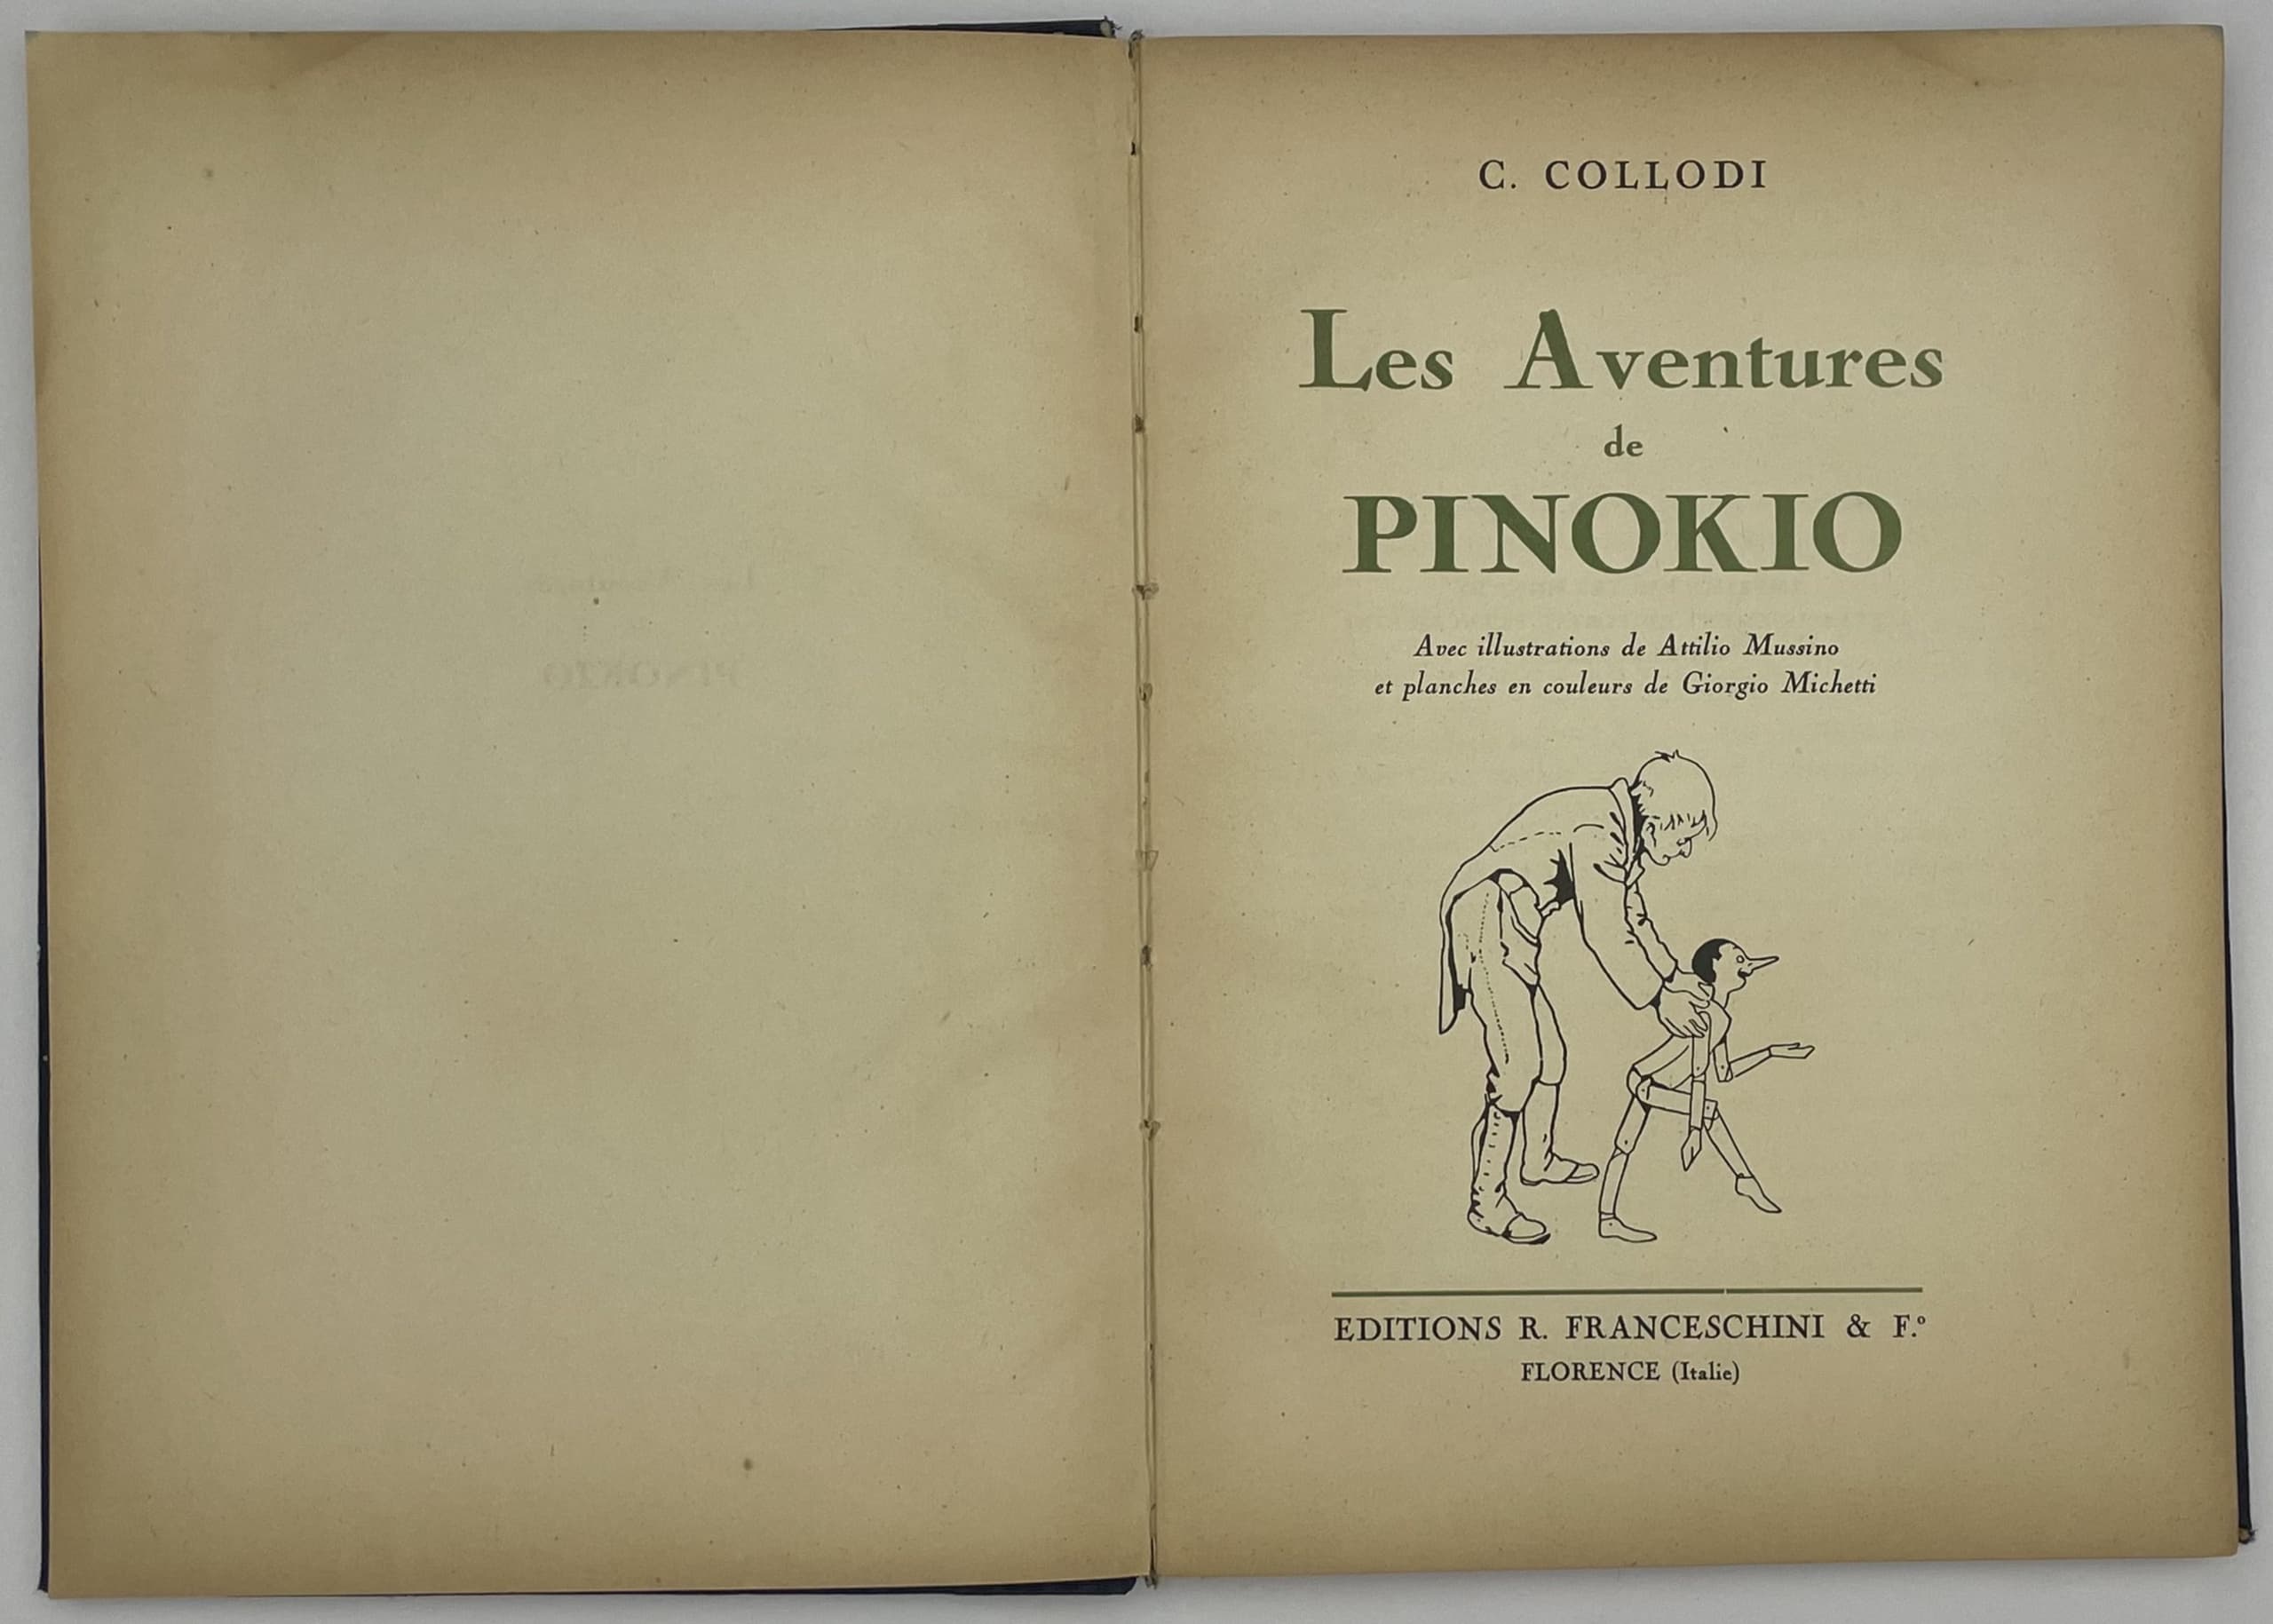 C. COLLODI
Les Aventures
de
PINOKIO
Avec illustrations de Attilio Mussino
et planches en couleurs de Giorgio Michetti
EDITIONS R. FRANCESCHINI & F.º
FLORENCE (Italie)